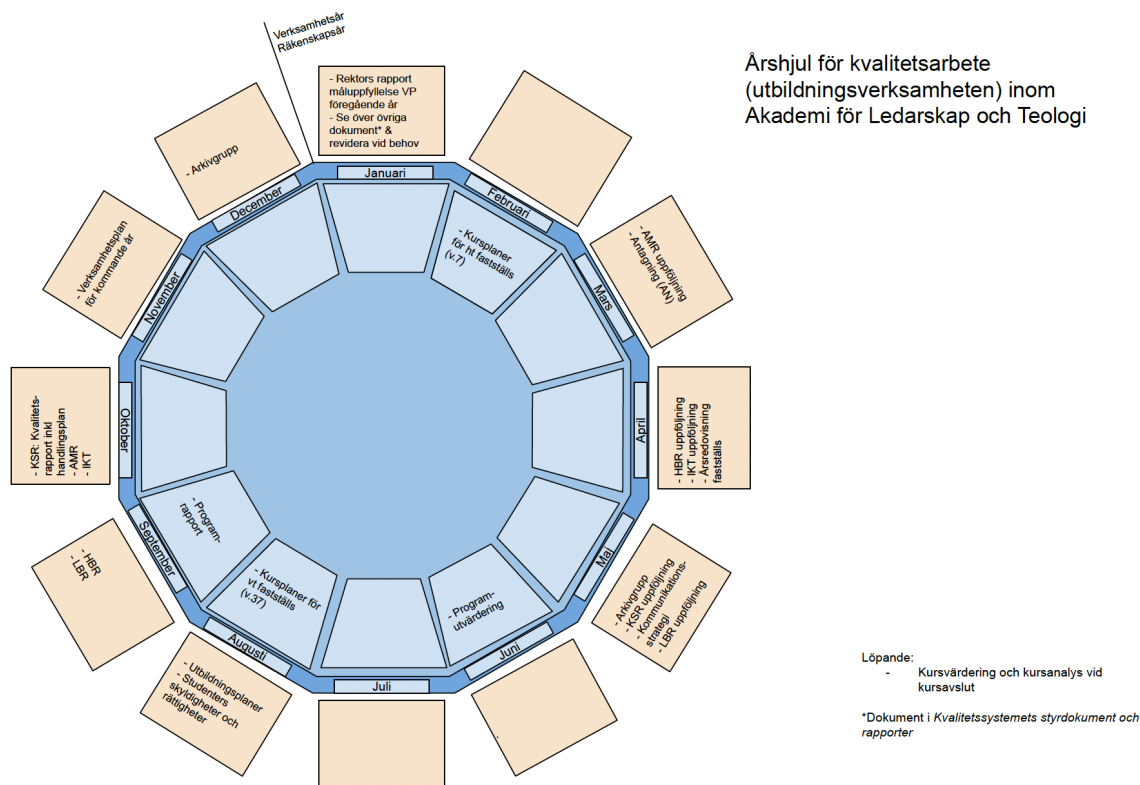 Verksamhetsår
Räkenskapsår
Årshjul för kvalitetsarbete
(utbildningsverksamheten) inom
Akademi för Ledarskap och Teologi
- Rektors rapport
måluppfyllelse VP
föregående år
- Se över övriga
dokument* &
revidera vid behov
Januari
Februari
- Kursplaner
för ht fastställs
(v.7)
- AMR uppföljning
- Antagning (AN)
Mars
- HBR uppföljning
- IKT uppföljning
- Årsredovisning
fastställs
April
Maj
- Arkivgrupp
- KSR uppföljning
- Kommunikations-
strategi
- LBR uppföljning
Juni
- Program-
utvärdering
Juli
Augusti
- Kursplaner för
vt fastställs
(v.37)
- Utbildningsplaner
- Studenters
skyldigheter och
rättigheter
September
- Program-
rapport
- HBR
- LBR
Oktober
- KSR: Kvalitets-
rapport inkl
handlingsplan
- AMR
- IKT
November
- Verksamhetsplan
för kommande år
December
- Arkivgrupp
Löpande:
- Kursvärdering och kursanalys vid
kursavslut
*Dokument i Kvalitetssystemets styrdokument och
rapporter